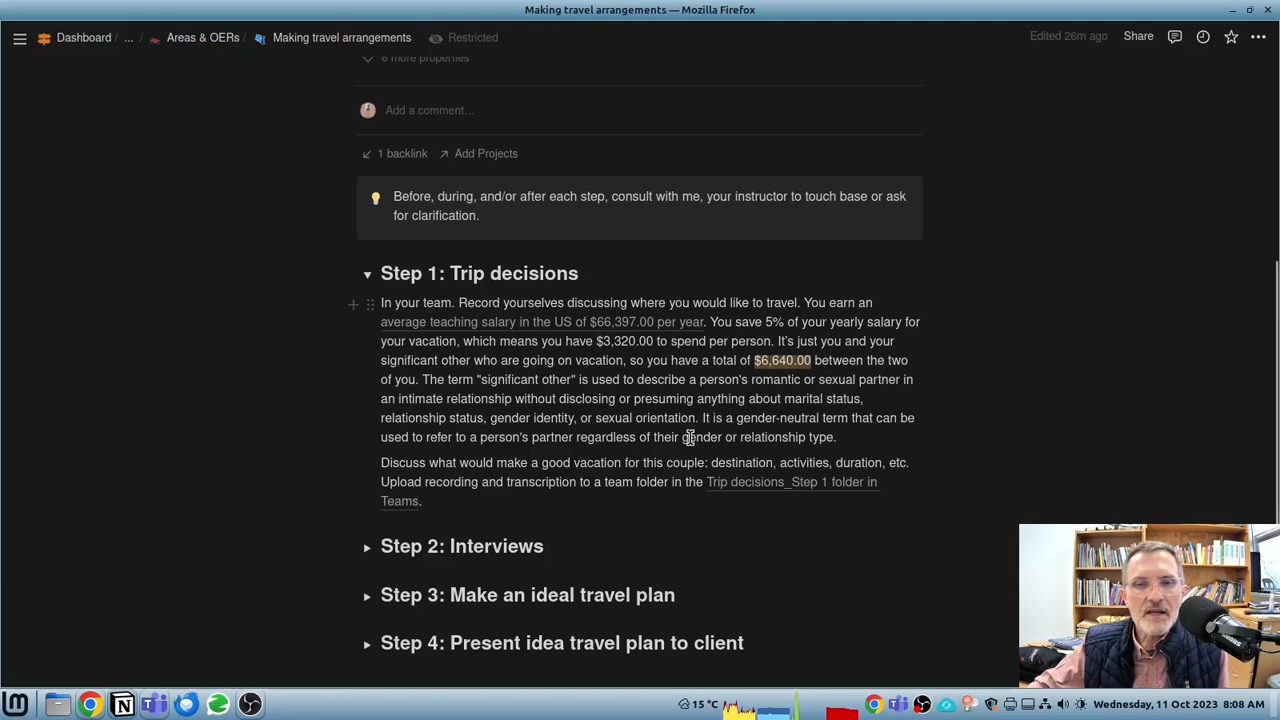 Making travel arrangements — Mozilla Firefox
Dashboard / ... / Areas & OERs / Making travel arrangements Restricted
Edited 26m ago Share
6 more properties
Add a comment…
1 backlink Add Projects
Before, during, and/or after each step, consult with me, your instructor to touch base or ask
for clarification.
Step 1: Trip decisions
In your team. Record yourselves discussing where you would like to travel. You earn an
average teaching salary in the US of $66,397.00 per year. You save 5% of your yearly salary for
your vacation, which means you have $3,320.00 to spend per person. It's just you and your
significant other who are going on vacation, so you have a total of $6,640.00 between the two
of you. The term "significant other" is used to describe a person's romantic or sexual partner in
an intimate relationship without disclosing or presuming anything about marital status,
relationship status, gender identity, or sexual orientation. It is a gender-neutral term that can be
used to refer to a person's partner regardless of their gender or relationship type.
Discuss what would make a good vacation for this couple: destination, activities, duration, etc.
Upload recording and transcription to a team folder in the Trip decisions_Step 1 folder in
Teams.
Step 2: Interviews
Step 3: Make an ideal travel plan
Step 4: Present idea travel plan to client
15 °C Wednesday, 11 Oct 2023 8:08 AM